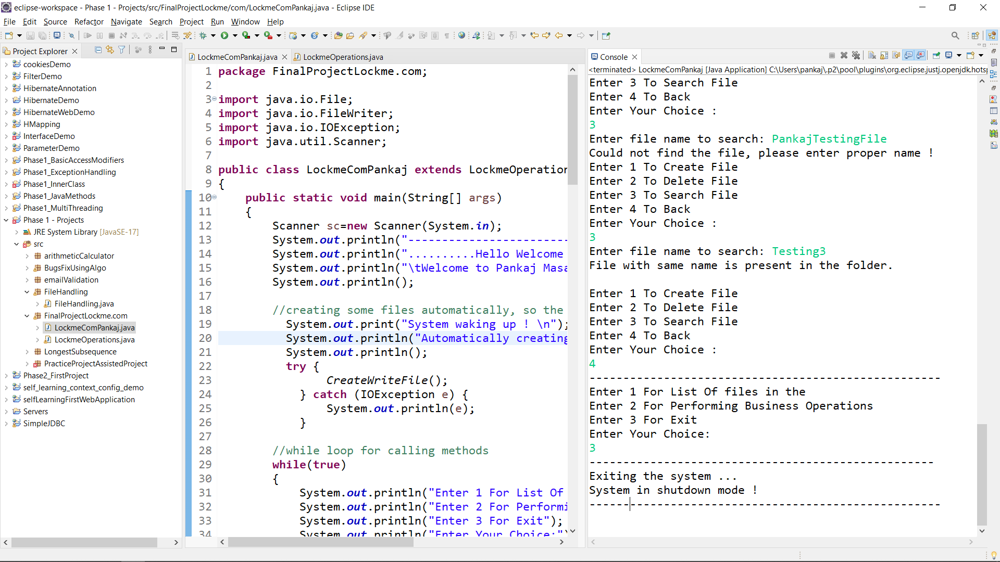 eclipse-workspace - Phase 1 - Projects/src/FinalProjectLockme/com/LockmeComPankaj.java - Eclipse IDE
File Edit Source Refactor Navigate Search Project Run Window Help
Project Explorer
cookiesDemo
FilterDemo
HibernateAnnotation
HibernateDemo
HibernateWebDemo
HMapping
InterfaceDemo
ParameterDemo
Phase1_BasicAccessModifiers
Phase1_ExceptionHandling
Phase1_InnerClass
Phase1_JavaMethods
Phase1_MultiThreading
Phase 1 - Projects
JRE System Library [JavaSE-17]
src
arithmeticCalculator
BugsFixUsingAlgo
emailValidation
FileHandling
FileHandling.java
FinalProjectLockme.com
LockmeComPankaj.java
LockmeOperations.java
LongestSubsequence
PracticeProjectAssistedProject
Phase2_FirstProject
self_learning_context_config_demo
selfLearningFirstWebApplication
Servers
SimpleJDBC
LockmeComPankaj.java LockmeOperations.java
1 package FinalProjectLockme.com;
2
3 import java.io.File;
4 import java.io.FileWriter;
5 import java.io.IOException;
6 import java.util.Scanner;
7
8 public class LockmeComPankaj extends LockmeOperation
9 {
10 public static void main(String[] args)
11 {
12 Scanner sc=new Scanner(System.in);
13 System.out.println("------------------------
14 System.out.println("..........Hello Welcome
15 System.out.println("\tWelcome to Pankaj Masa
16 System.out.println();
17
18 //creating some files automatically, so the
19 System.out.print("System waking up ! \n");
20 System.out.println("Automatically creating
21 System.out.println();
22 try {
23 CreateWriteFile();
24 } catch (IOException e) {
25 System.out.println(e);
26 }
27
28 //while loop for calling methods
29 while(true)
30 {
31 System.out.println("Enter 1 For List Of
32 System.out.println("Enter 2 For Performi
33 System.out.println("Enter 3 For Exit");
34 System.out.println("Enter Your Choice:")
Console
<terminated> LockmeComPankaj [Java Application] C:\Users\pankaj\.p2\pool\plugins\org.eclipse.justj.openjdk.hotsp
Enter 3 To Search File
Enter 4 To Back
Enter Your Choice :
3
Enter file name to search: PankajTestingFile
Could not find the file, please enter proper name !
Enter 1 To Create File
Enter 2 To Delete File
Enter 3 To Search File
Enter 4 To Back
Enter Your Choice :
3
Enter file name to search: Testing3
File with same name is present in the folder.
Enter 1 To Create File
Enter 2 To Delete File
Enter 3 To Search File
Enter 4 To Back
Enter Your Choice :
4
----------------------------------------------------
Enter 1 For List Of files in the
Enter 2 For Performing Business Operations
Enter 3 For Exit
Enter Your Choice:
3
---------------------------------------------------
Exiting the system ...
System in shutdown mode !
----------------------------------------------------